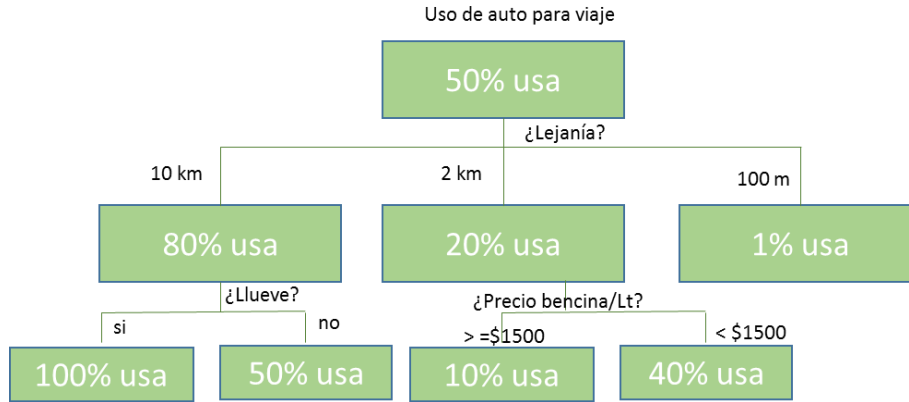 Uso de auto para viaje
50% usa
¿Lejanía?
10 km
2 km
100 m
80% usa
20% usa
1% usa
¿Llueve?
¿Precio bencina/Lt?
si
no
> =$1500
< $1500
100% usa
50% usa
10% usa
40% usa